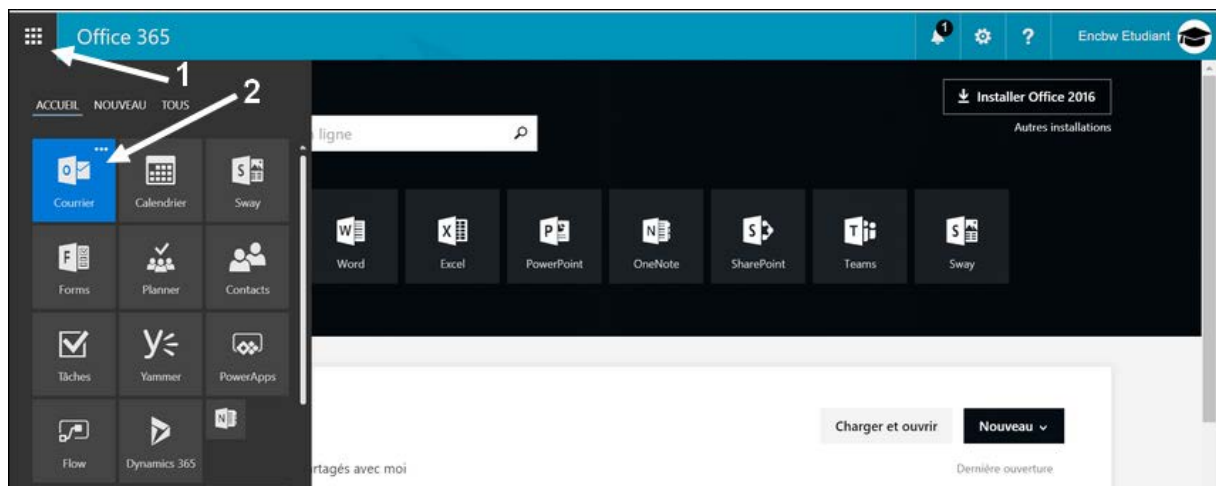 Office 365
1
?
Encbw Etudiant
1
2
ACCUEIL NOUVEAU TOUS
Installer Office 2016
Autres installations
ligne
Courrier
Calendrier
Sway
Word
Excel
PowerPoint
OneNote
SharePoint
Teams
Sway
Forms
Planner
Contacts
Tâches
Yammer
PowerApps
Charger et ouvrir
Nouveau
Flow
Dynamics 365
rtagés avec moi
Dernière ouverture